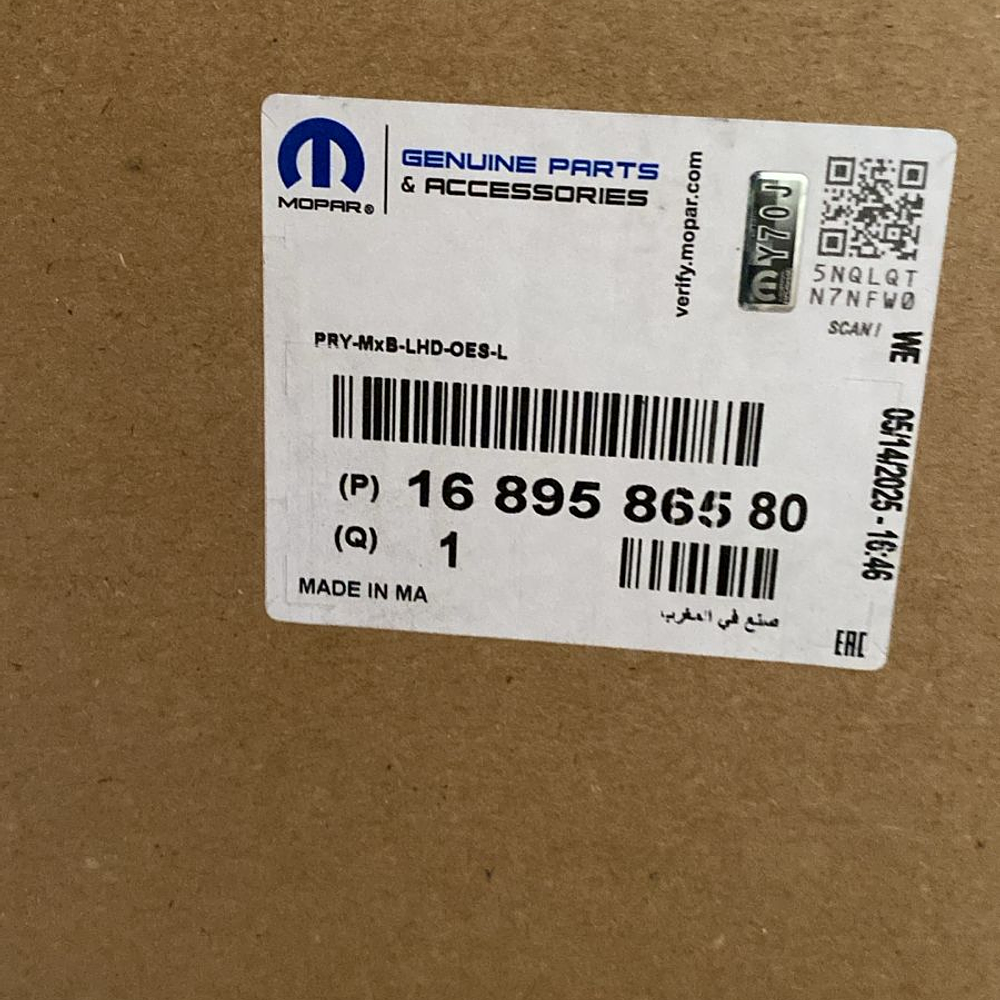 MOPAR®
GENUINE PARTS
& ACCESSORIES
verify.mopar.com
Y70J
5NQLQT
N7NFW0
SCAN!
WE 05/14/2025 - 16:46
PRY-MxB-LHD-OES-L
(P) 16 895 865 80
(Q) 1
MADE IN MA
صنع في المغرب
EAC